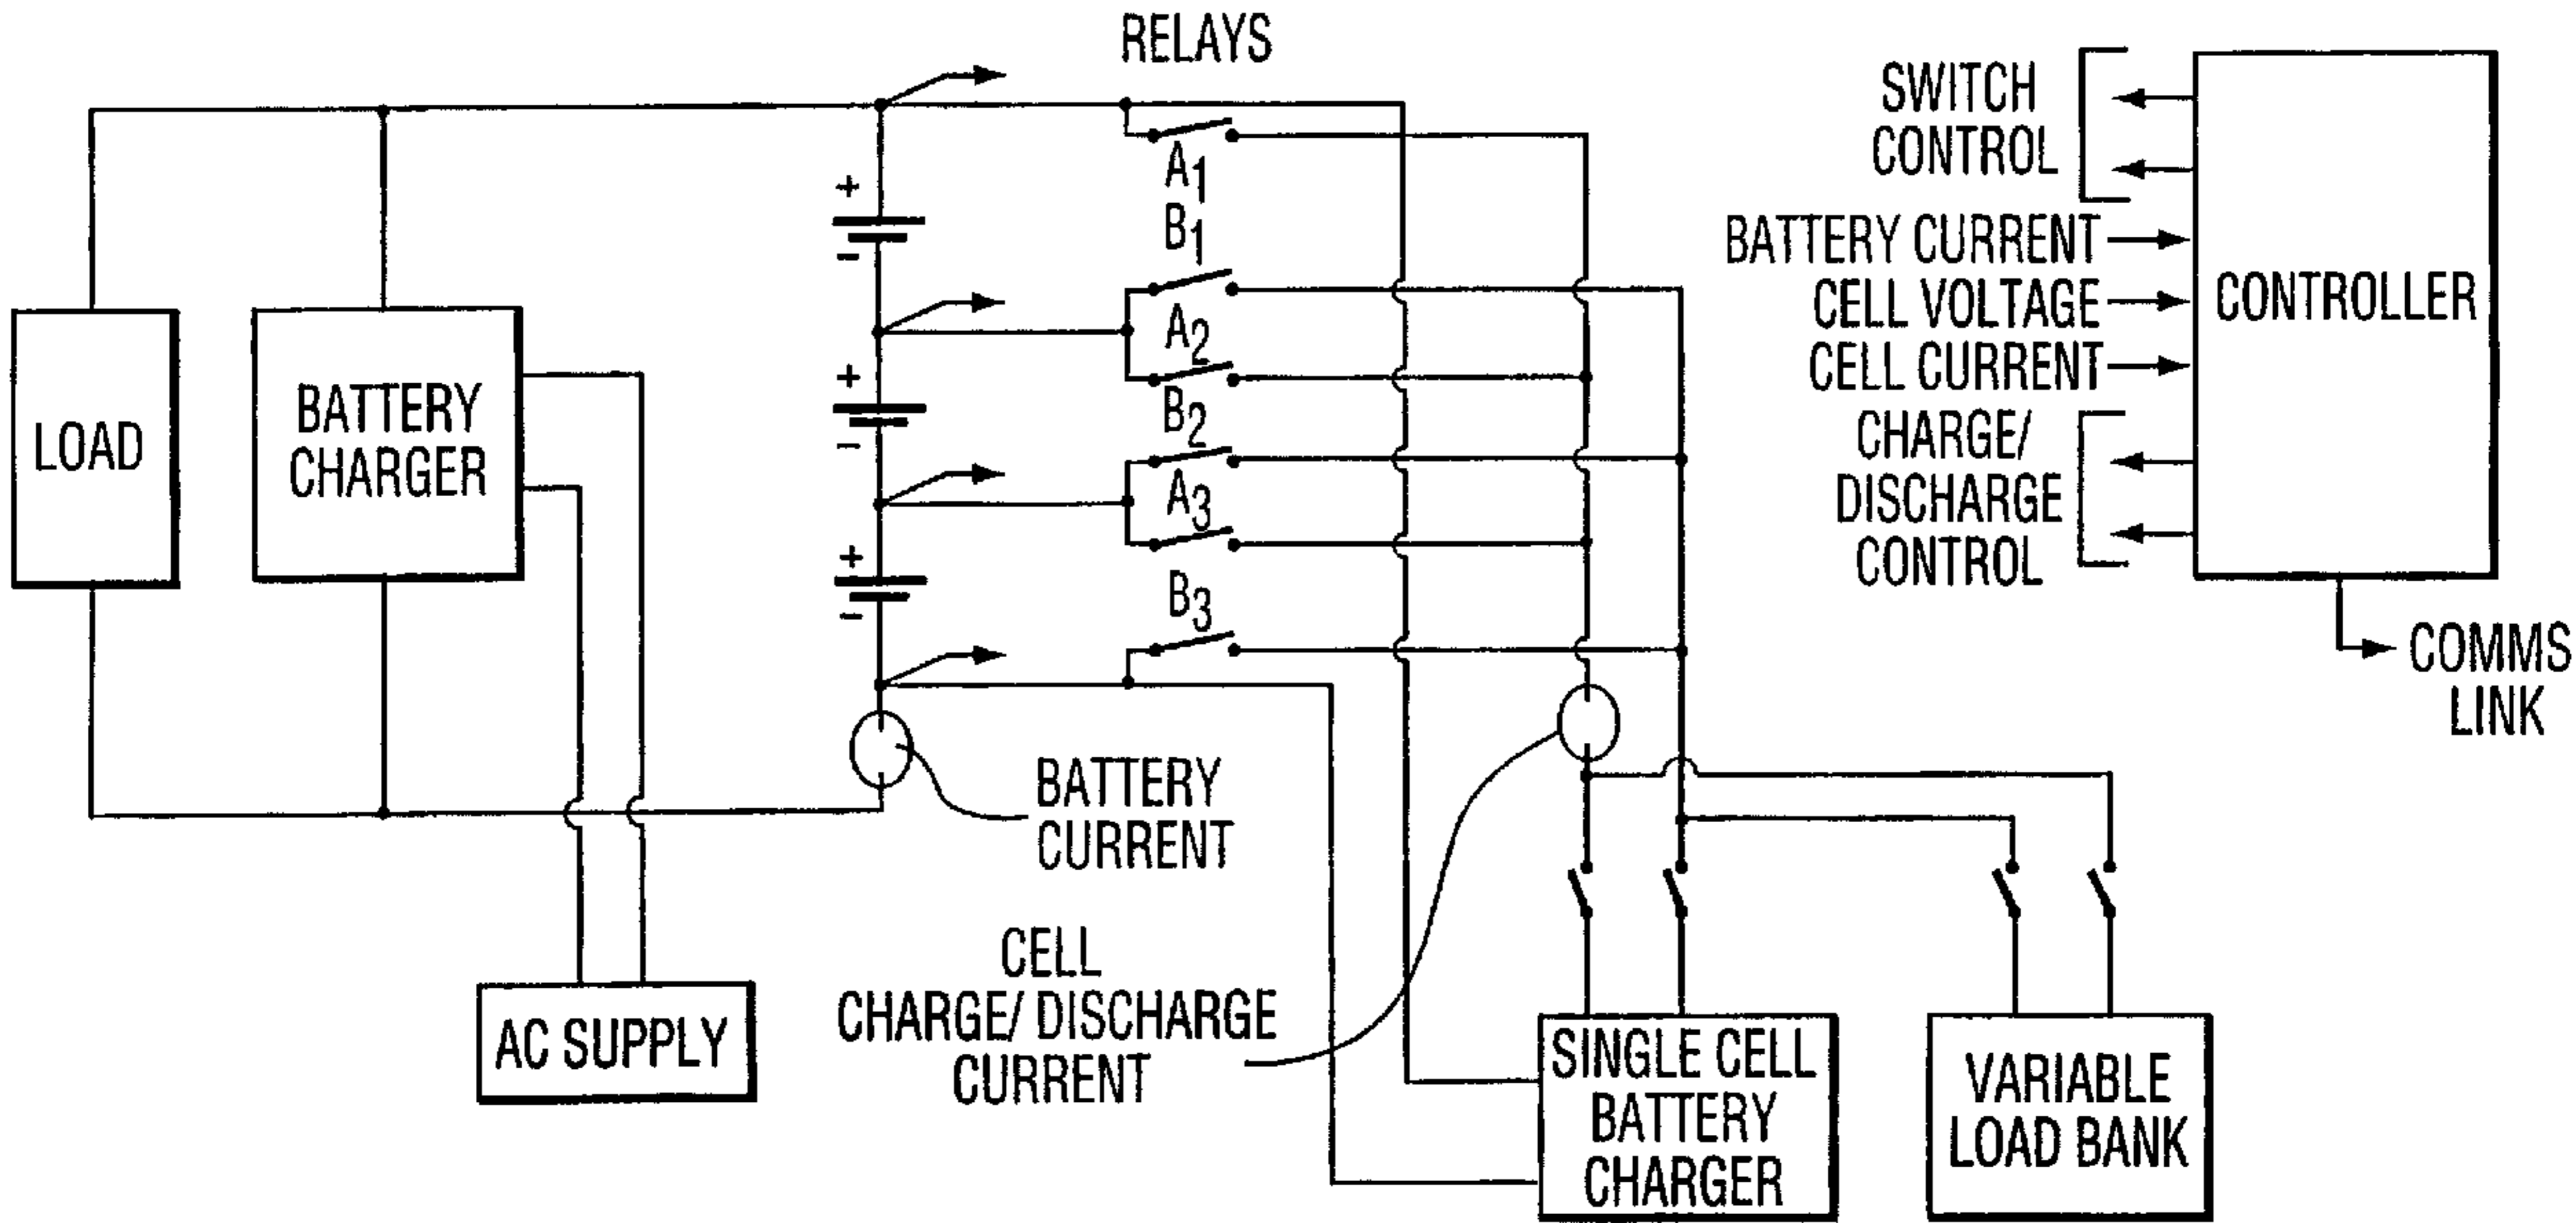 RELAYS
A1
B1
A2
B2
A3
B3
+
-
+
-
+
-
LOAD
BATTERY
CHARGER
AC SUPPLY
BATTERY
CURRENT
CELL
CHARGE/ DISCHARGE
CURRENT
SINGLE CELL
BATTERY
CHARGER
VARIABLE
LOAD BANK
SWITCH
CONTROL
BATTERY CURRENT
CELL VOLTAGE
CELL CURRENT
CHARGE/
DISCHARGE
CONTROL
CONTROLLER
COMMS
LINK